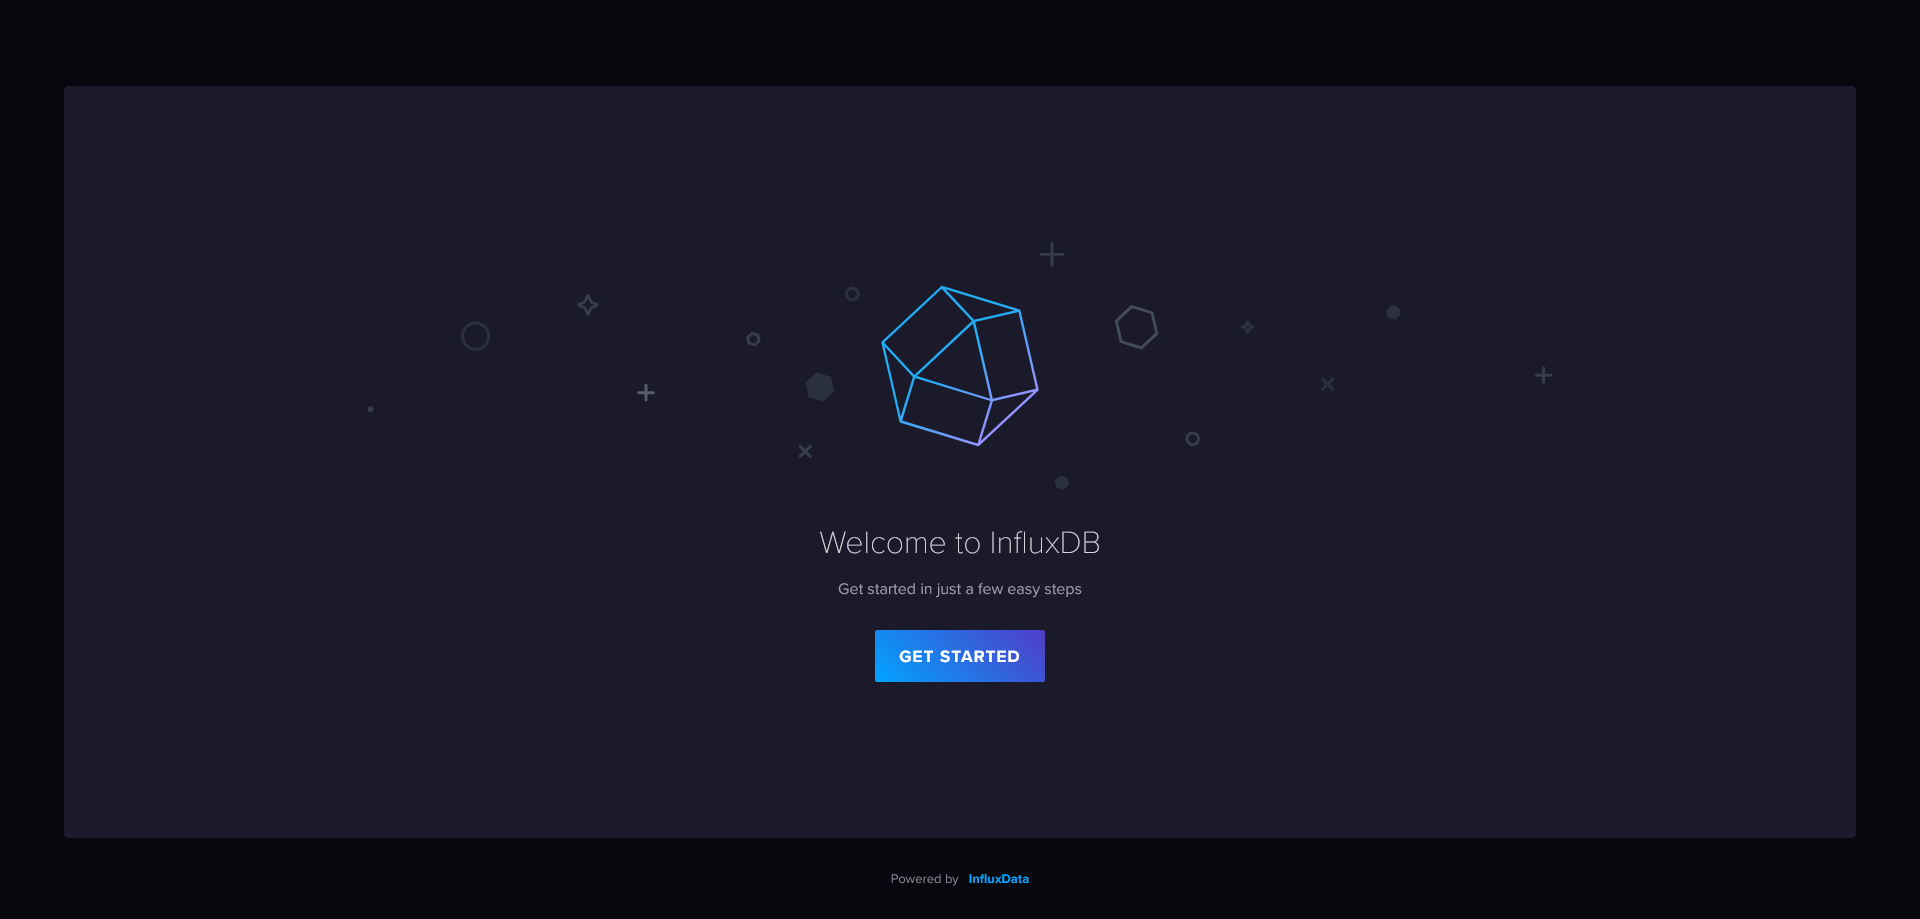 Welcome to InfluxDB
Get started in just a few easy steps
GET STARTED
Powered by InfluxData